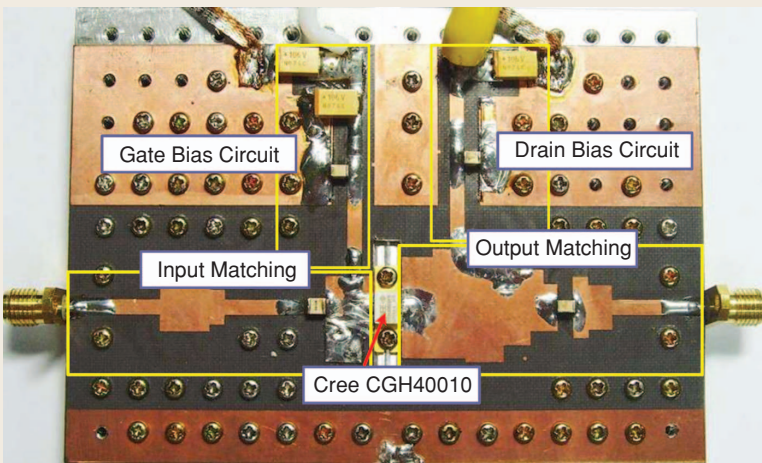 Gate Bias Circuit
Drain Bias Circuit
Input Matching
Output Matching
Cree CGH40010